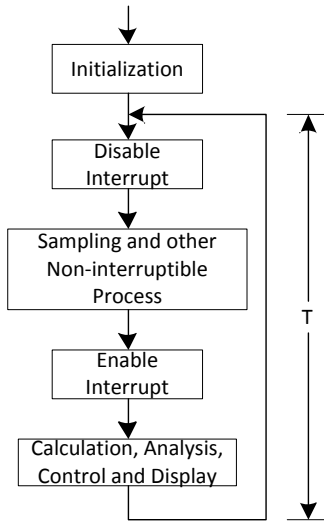 Initialization
Disable
Interrupt
Sampling and other
Non-interruptible
Process
T
Enable
Interrupt
Calculation, Analysis,
Control and Display